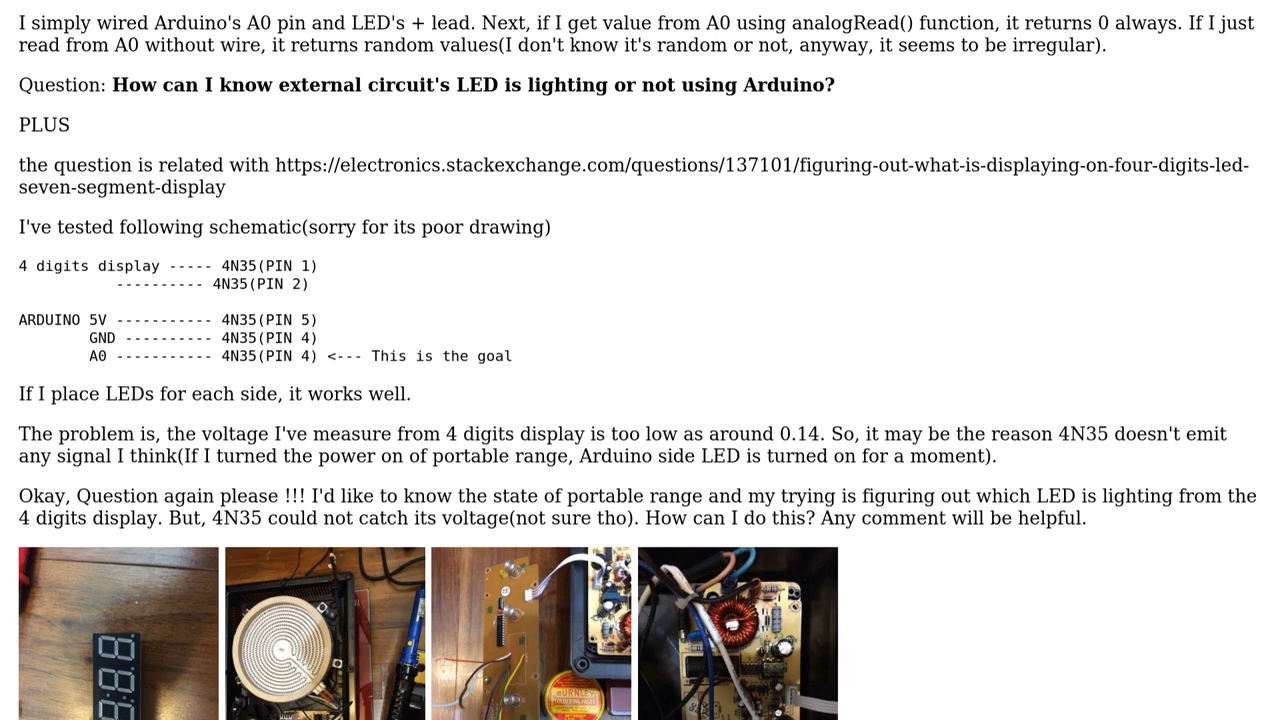 I simply wired Arduino's A0 pin and LED's + lead. Next, if I get value from A0 using analogRead() function, it returns 0 always. If I just
read from A0 without wire, it returns random values(I don't know it's random or not, anyway, it seems to be irregular).
Question: How can I know external circuit's LED is lighting or not using Arduino?
PLUS
the question is related with https://electronics.stackexchange.com/questions/137101/figuring-out-what-is-displaying-on-four-digits-led-
seven-segment-display
I've tested following schematic(sorry for its poor drawing)
4 digits display ----- 4N35(PIN 1)
---------- 4N35(PIN 2)
ARDUINO 5V ----------- 4N35(PIN 5)
GND ---------- 4N35(PIN 4)
A0 ----------- 4N35(PIN 4) <--- This is the goal
If I place LEDs for each side, it works well.
The problem is, the voltage I've measure from 4 digits display is too low as around 0.14. So, it may be the reason 4N35 doesn't emit
any signal I think(If I turned the power on of portable range, Arduino side LED is turned on for a moment).
Okay, Question again please !!! I'd like to know the state of portable range and my trying is figuring out which LED is lighting from the
4 digits display. But, 4N35 could not catch its voltage(not sure tho). How can I do this? Any comment will be helpful.
BURNLEY